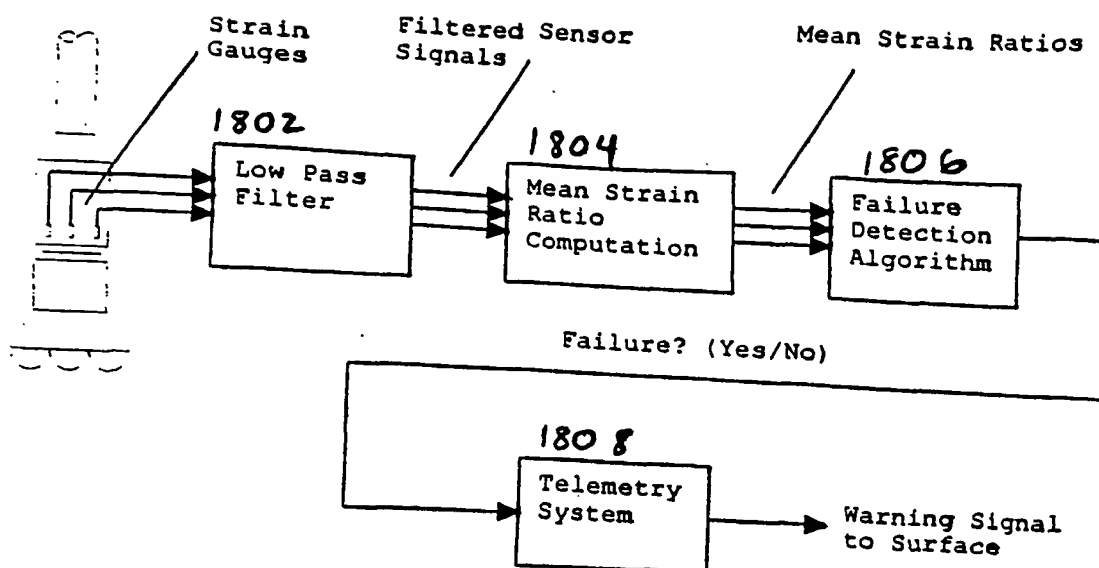 Strain
Gauges
Filtered Sensor
Signals
Mean Strain Ratios
1802
Low Pass
Filter
1804
Mean Strain
Ratio
Computation
1806
Failure
Detection
Algorithm
Failure? (Yes/No)
1808
Telemetry
System
Warning Signal
to Surface